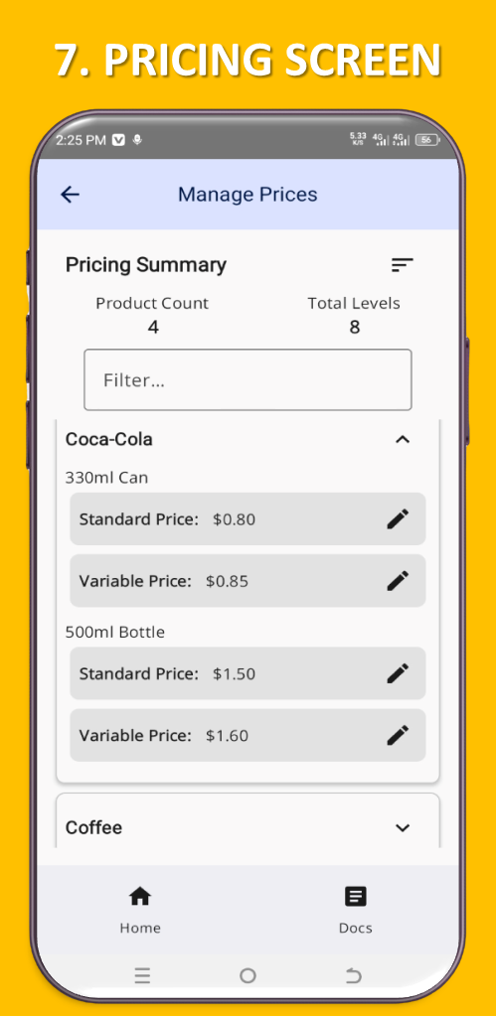 7. PRICING SCREEN
2:25 PM
5.33 K/S 4G 4G 56
Manage Prices
Pricing Summary
Product Count Total Levels
4 8
Filter...
Coca-Cola
330ml Can
Standard Price: $0.80
Variable Price: $0.85
500ml Bottle
Standard Price: $1.50
Variable Price: $1.60
Coffee
Home Docs